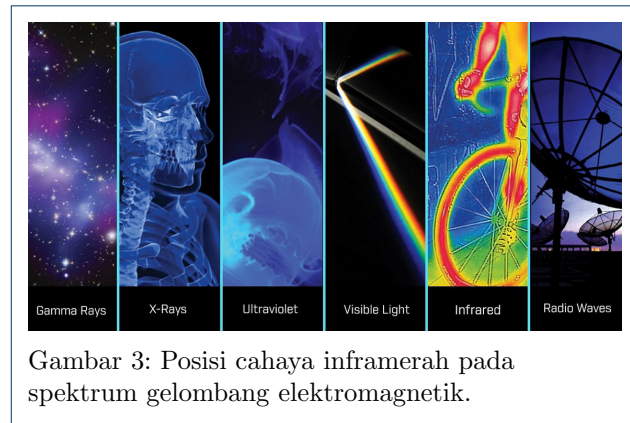 Gamma Rays
X-Rays
Ultraviolet
Visible Light
Infrared
Radio Waves
Gambar 3: Posisi cahaya inframerah pada
spektrum gelombang elektromagnetik.